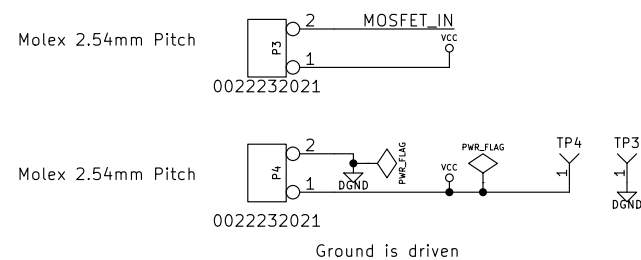 2 MOSFET_IN
Molex 2.54mm Pitch
P3
VCC
1
0022232021
2
PWR_FLAG
PWR_FLAG
TP4
TP3
Molex 2.54mm Pitch
P4
DGND
VCC
1
1
1
DGND
0022232021
Ground is driven